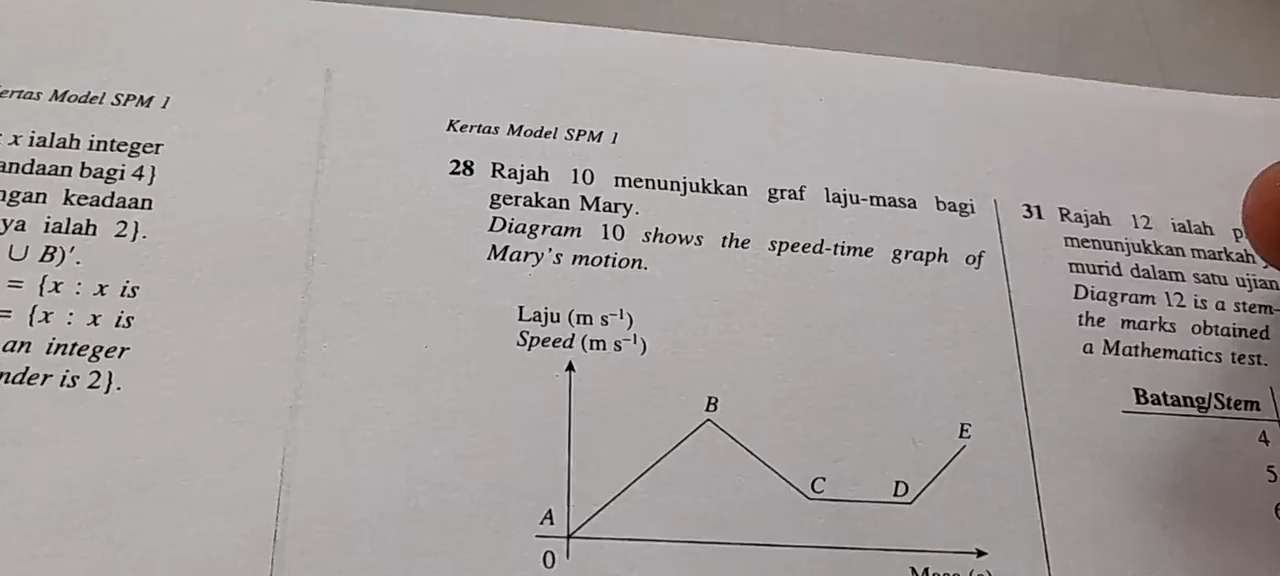 Kertas Model SPM 1
x ialah integer
bagi 4}
keadaan
ya ialah 2}.
∪ B)′.
= {x : x is
= {x : x is
an integer
is 2}.
Kertas Model SPM 1
28 Rajah 10 menunjukkan graf laju-masa bagi
gerakan Mary.
Diagram 10 shows the speed-time graph of
Mary's motion.
Laju (m s⁻¹)
Speed (m s⁻¹)
B
E
C
D
A
0
31 Rajah 12 ialah
menunjukkan markah
murid dalam satu ujian
Diagram 12 is a stem-
the marks obtained
a Mathematics test.
Batang/Stem
4
5